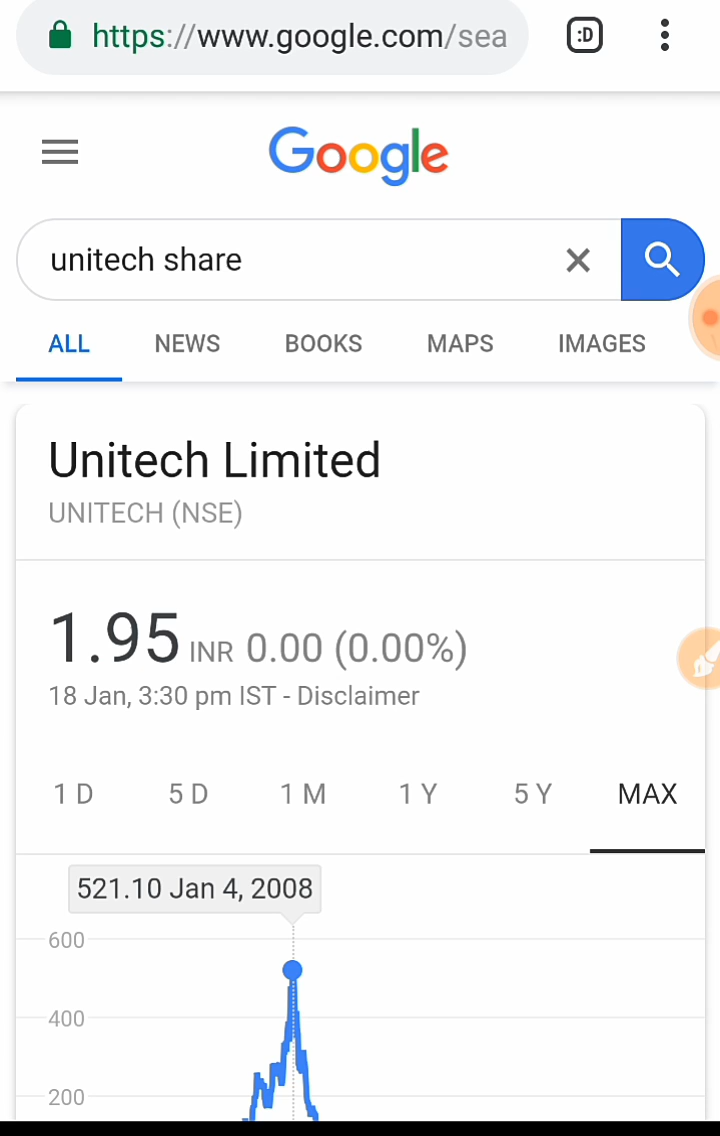 https://www.google.com/sea
:D
Google
unitech share
ALL NEWS BOOKS MAPS IMAGES
Unitech Limited
UNITECH (NSE)
1.95 INR 0.00 (0.00%)
18 Jan, 3:30 pm IST - Disclaimer
1 D 5 D 1 M 1 Y 5 Y MAX
521.10 Jan 4, 2008
600
400
200